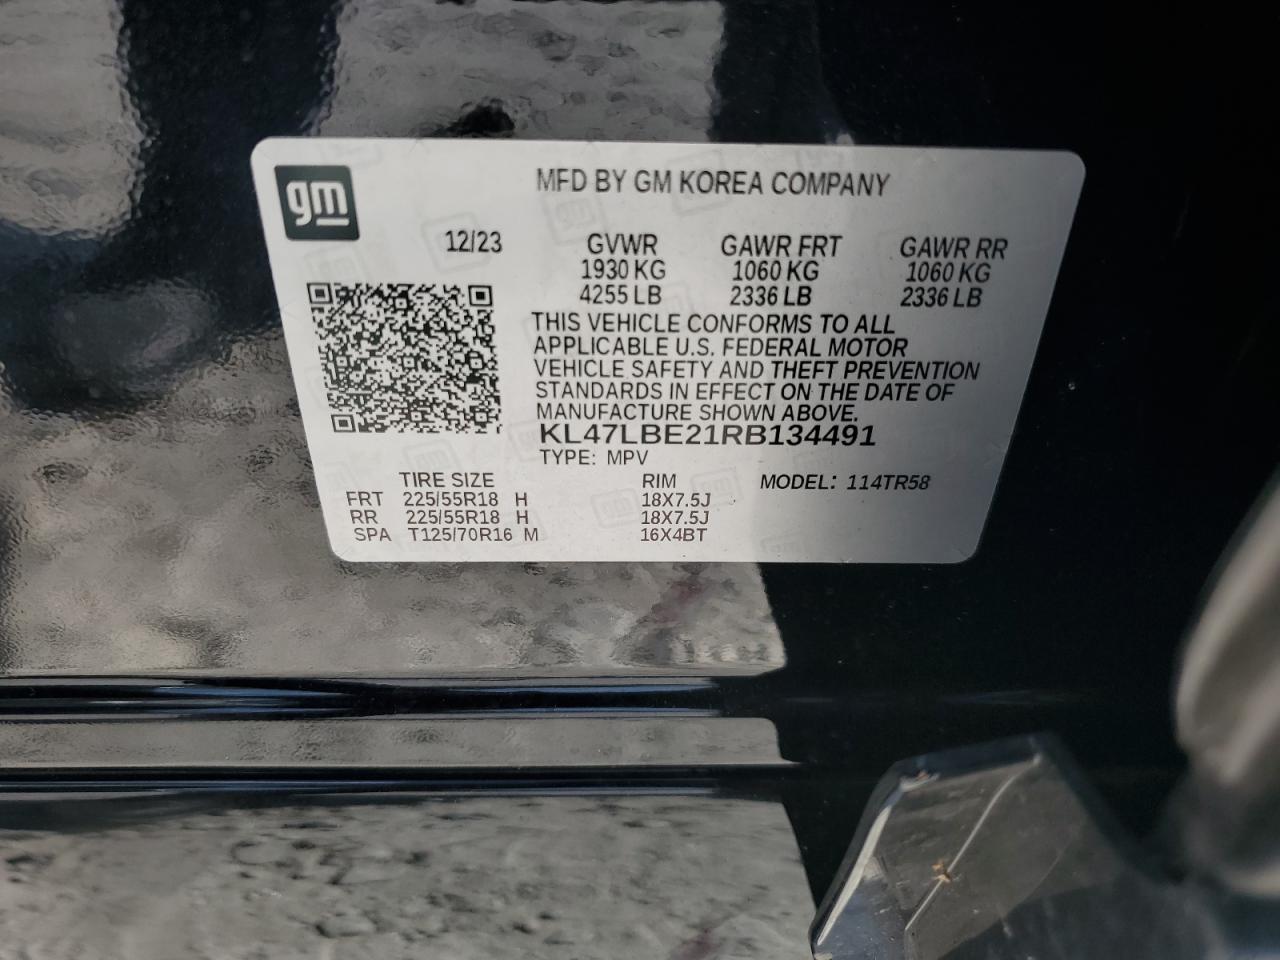 gm
MFD BY GM KOREA COMPANY
12/23
GVWR GAWR FRT GAWR RR
1930 KG 1060 KG 1060 KG
4255 LB 2336 LB 2336 LB
THIS VEHICLE CONFORMS TO ALL
APPLICABLE U.S. FEDERAL MOTOR
VEHICLE SAFETY AND THEFT PREVENTION
STANDARDS IN EFFECT ON THE DATE OF
MANUFACTURE SHOWN ABOVE.
KL47LBE21RB134491
TYPE: MPV
TIRE SIZE RIM MODEL: 114TR58
FRT 225/55R18 H 18X7.5J
RR 225/55R18 H 18X7.5J
SPA T125/70R16 M 16X4BT